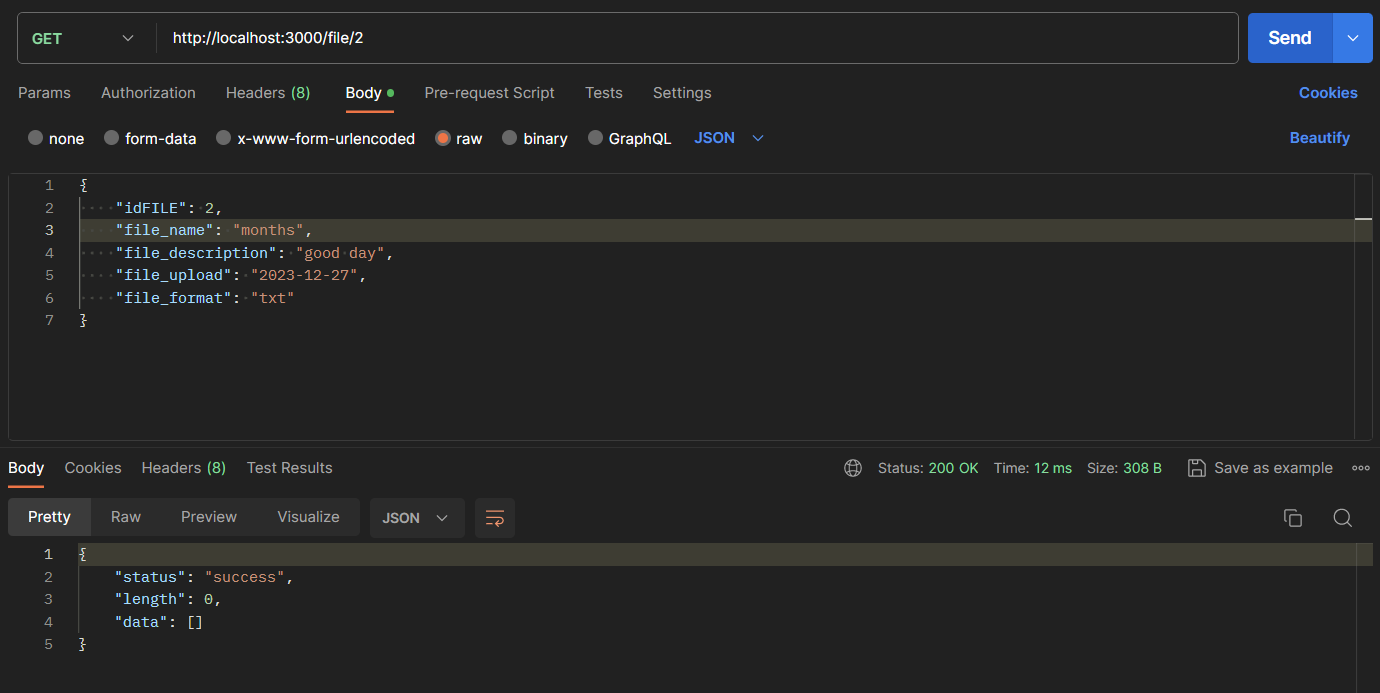 GET http://localhost:3000/file/2 Send
Params Authorization Headers (8) Body Pre-request Script Tests Settings Cookies
none form-data x-www-form-urlencoded raw binary GraphQL JSON Beautify
1 {
2 "idFILE": 2,
3 "file_name": "months",
4 "file_description": "good day",
5 "file_upload": "2023-12-27",
6 "file_format": "txt"
7 }
Body Cookies Headers (8) Test Results Status: 200 OK Time: 12 ms Size: 308 B Save as example
Pretty Raw Preview Visualize JSON
1 {
2 "status": "success",
3 "length": 0,
4 "data": []
5 }